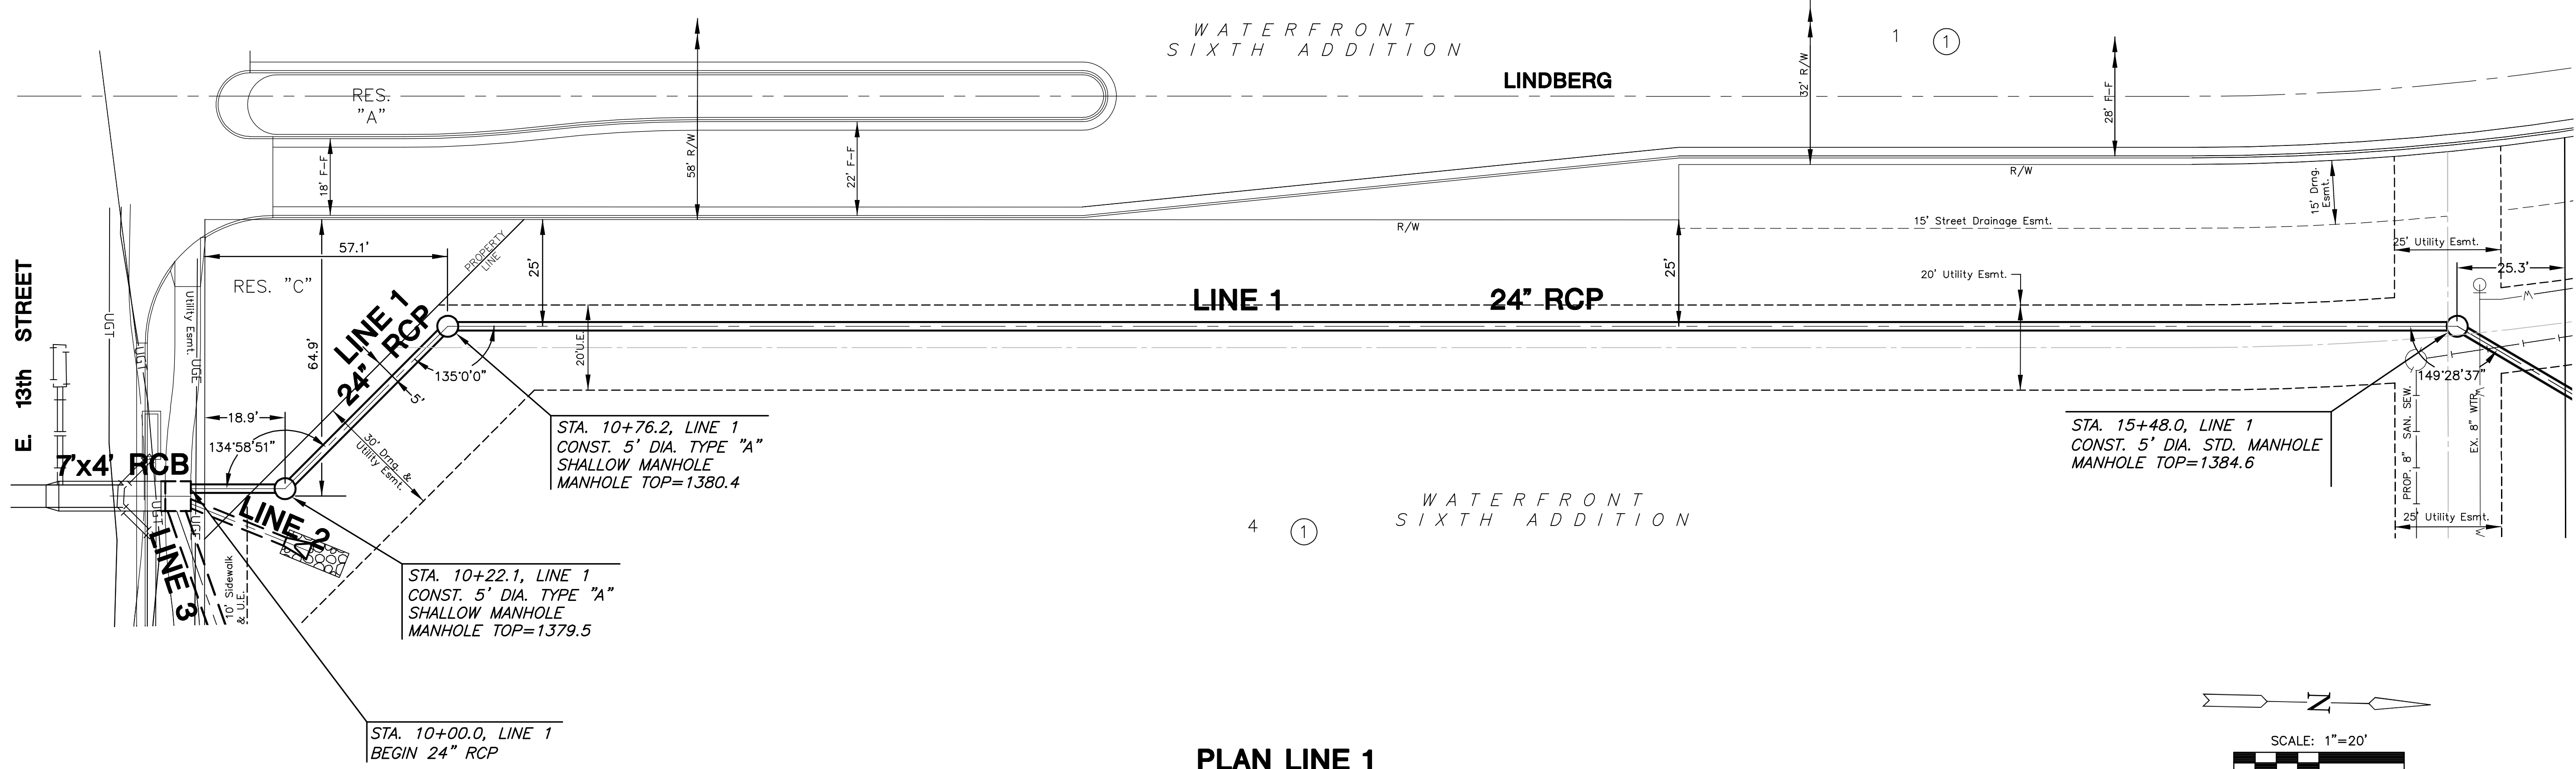 WATERFRONT
SIXTH ADDITION
1 1
LINDBERG
RES.
"A"
18' F-F
58' R/W
22' F-F
32' R/W
28' F-F
R/W
R/W
15' Drng.
Esmt.
15' Street Drainage Esmt.
25' Utility Esmt.
20' Utility Esmt.
25.3'
57.1'
PROPERTY
LINE
25'
25'
RES. "C"
Utility Esmt.
UGT
UGT
UGE
64.9'
LINE 1
24" RCP
LINE 1
24" RCP
20'U.E.
135°0'0"
5'
W
149°28'37"
E. 13th STREET
18.9'
134°58'51"
30' Drng. &
Utility Esmt.
7'x4' RCB
UGT
UGE
LINE 2
LINE 3
10' Sidewalk
& U.E.
STA. 10+76.2, LINE 1
CONST. 5' DIA. TYPE "A"
SHALLOW MANHOLE
MANHOLE TOP=1380.4
STA. 15+48.0, LINE 1
CONST. 5' DIA. STD. MANHOLE
MANHOLE TOP=1384.6
PROP. 8" SAN. SEW.
EX. 8" WTR.
W
W
25' Utility Esmt.
WATERFRONT
SIXTH ADDITION
4 1
STA. 10+22.1, LINE 1
CONST. 5' DIA. TYPE "A"
SHALLOW MANHOLE
MANHOLE TOP=1379.5
STA. 10+00.0, LINE 1
BEGIN 24" RCP
N
SCALE: 1"=20'
PLAN LINE 1